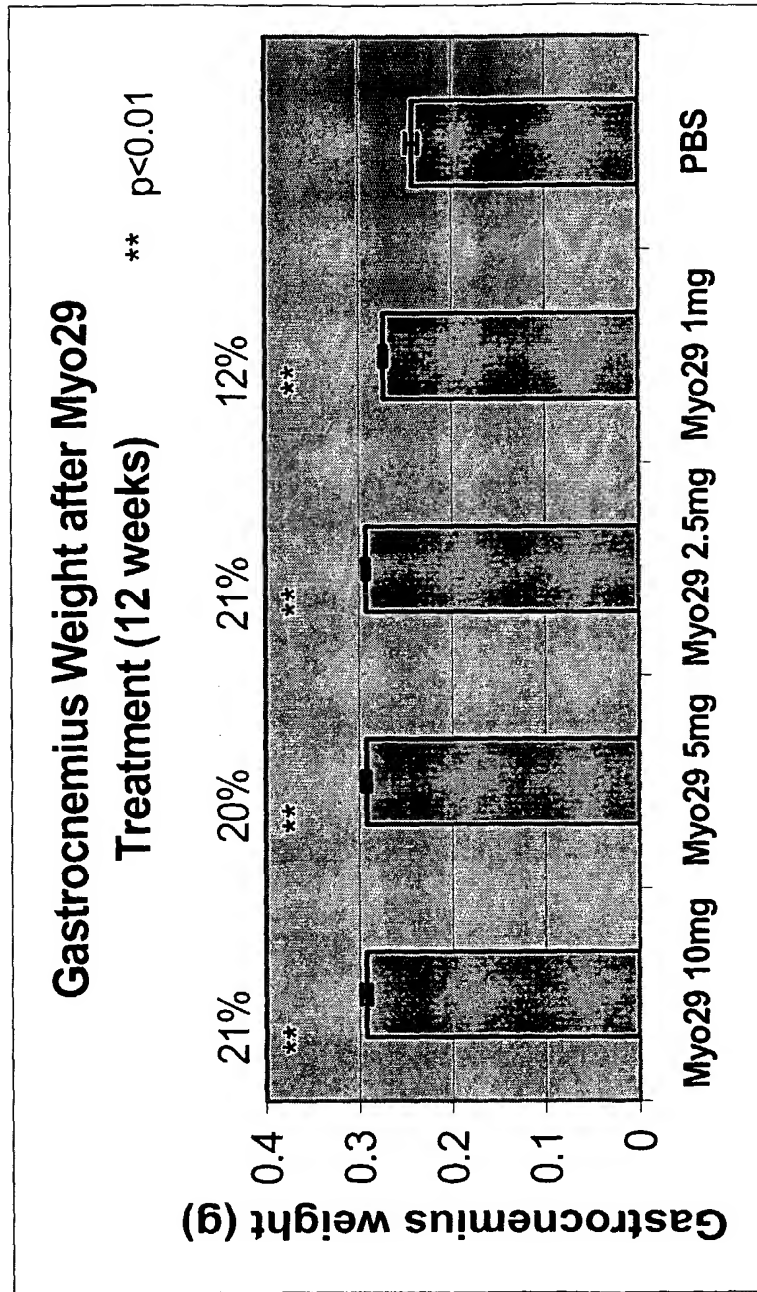 Gastrocnemius Weight after Myo29
Treatment (12 weeks)
** p<0.01
21% 20% 21% 12%
** ** ** **
0.4
0.3
0.2
0.1
0
Gastrocnemius weight (g)
Myo29 10mg Myo29 5mg Myo29 2.5mg Myo29 1mg PBS